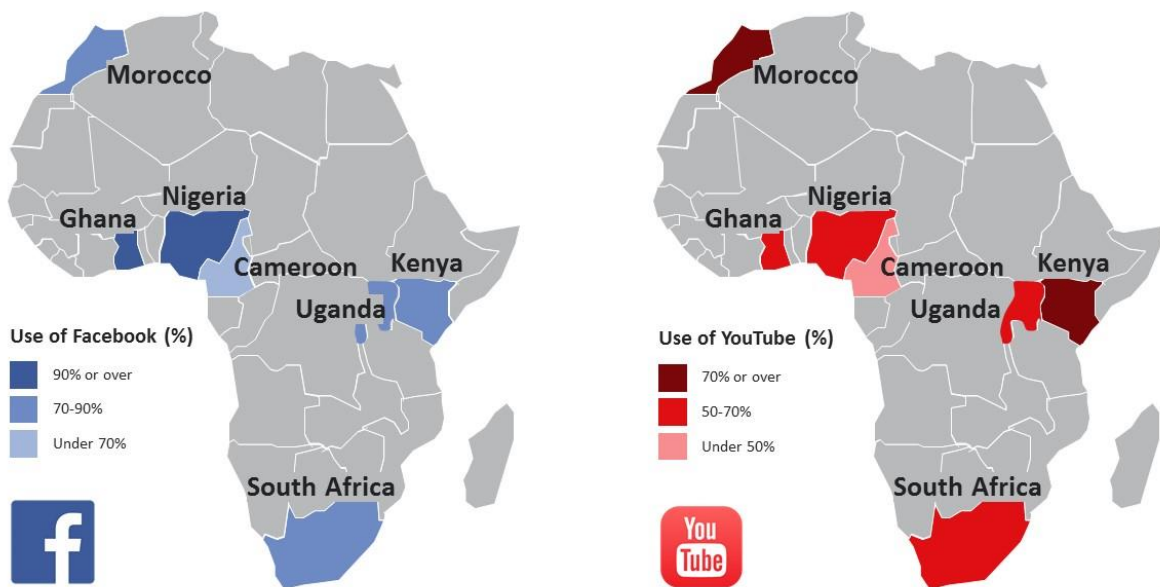 Morocco
Nigeria
Ghana
Cameroon
Kenya
Uganda
Use of Facebook (%)
90% or over
70-90%
Under 70%
South Africa
f
Morocco
Nigeria
Ghana
Cameroon
Kenya
Uganda
Use of YouTube (%)
70% or over
50-70%
Under 50%
South Africa
You
Tube